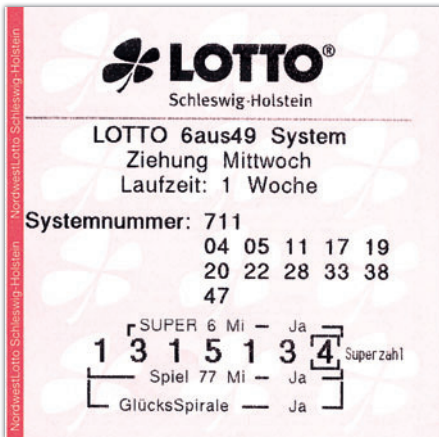 LOTTO®
Schleswig-Holstein
LOTTO 6aus49 System
Ziehung Mittwoch
Laufzeit: 1 Woche
Systemnummer: 711
04 05 11 17 19
20 22 28 33 38
47
SUPER 6 Mi – Ja
1 3 1 5 1 3 4 Superzahl
Spiel 77 Mi – Ja
GlücksSpirale – Ja
NordwestLotto Schleswig-Holstein
NordwestLotto Schleswig-Holstein